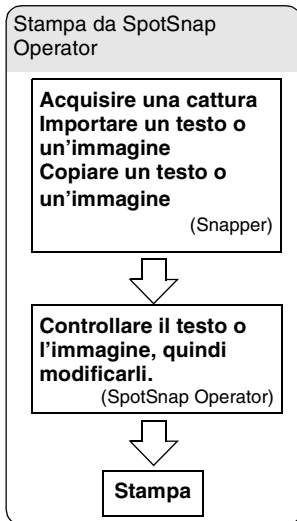 Stampa da SpotSnap
Operator
Acquisire una cattura
Importare un testo o
un'immagine
Copiare un testo o
un'immagine
(Snapper)
Controllare il testo o
l'immagine, quindi
modificarli.
(SpotSnap Operator)
Stampa